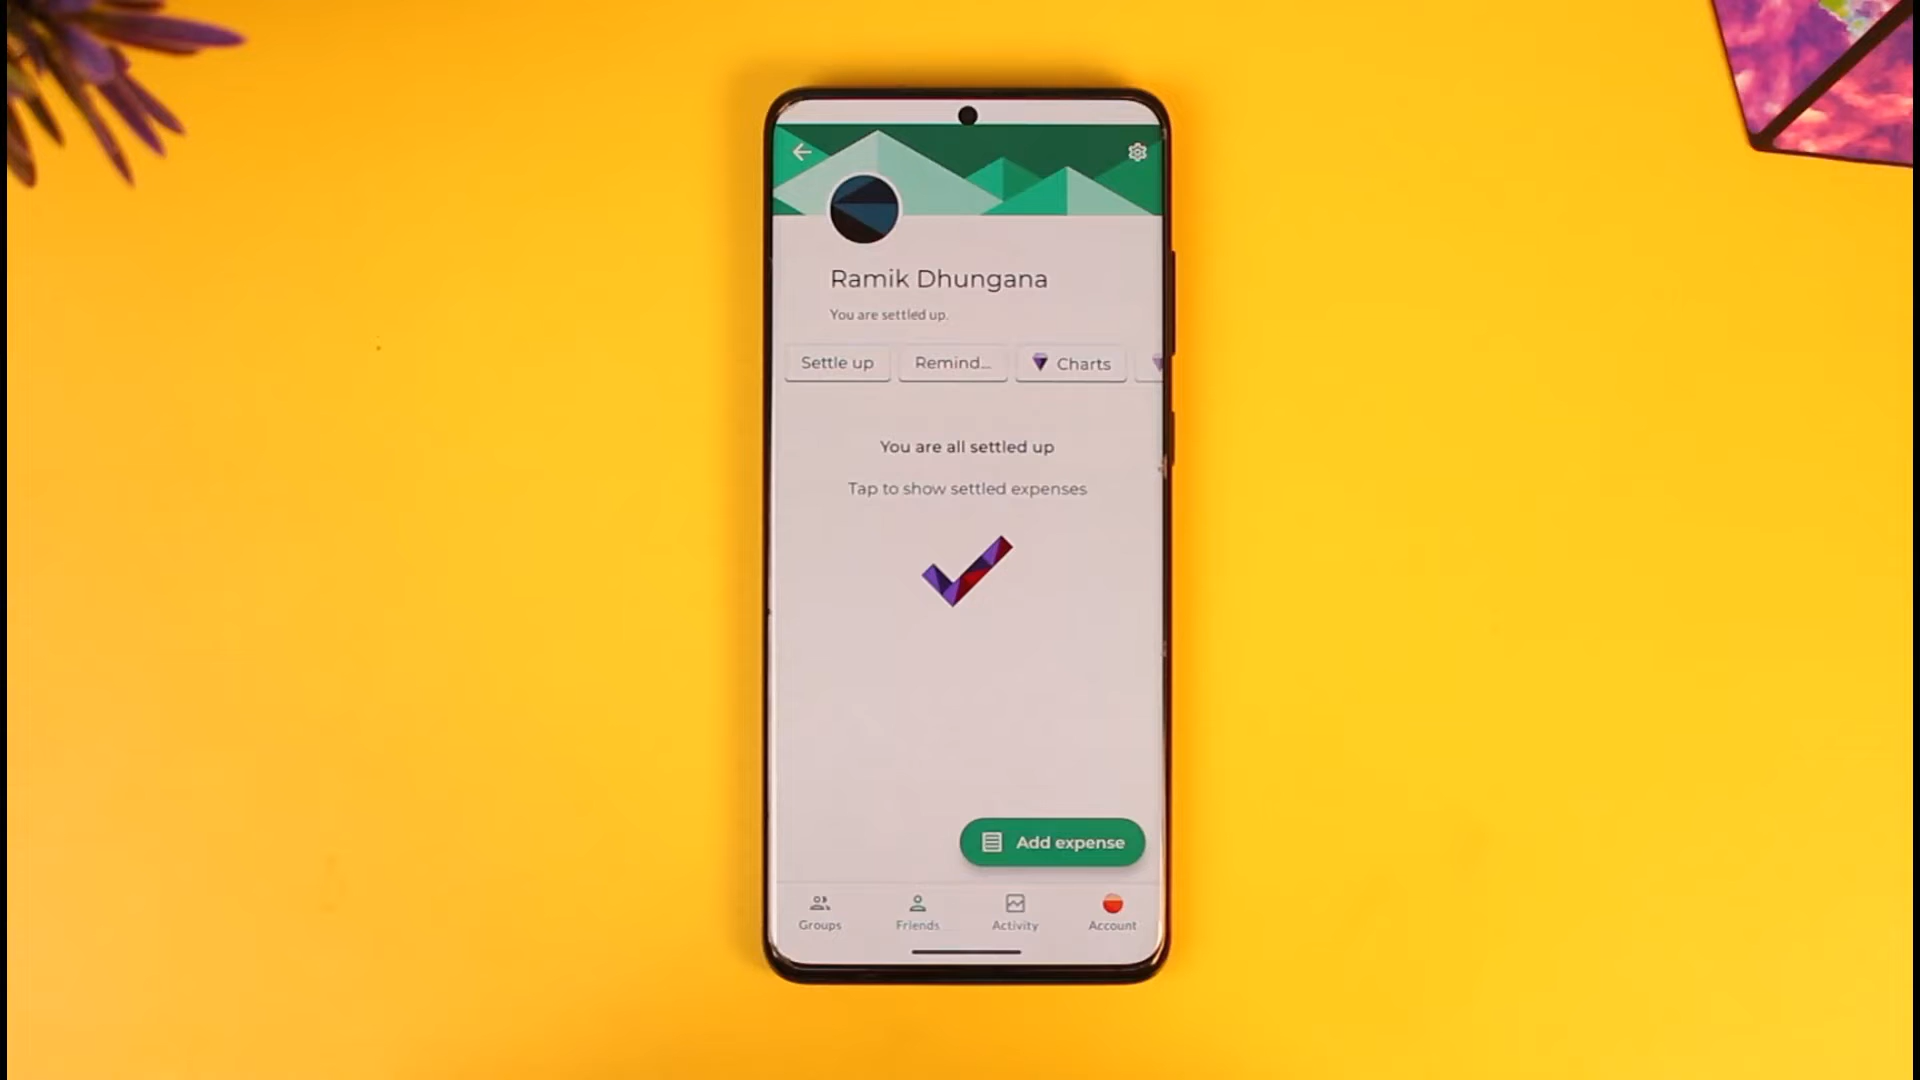 Ramik Dhungana
You are settled up.
Settle up
Remind...
Charts
You are all settled up
Tap to show settled expenses
Add expense
Groups
Friends
Activity
Account